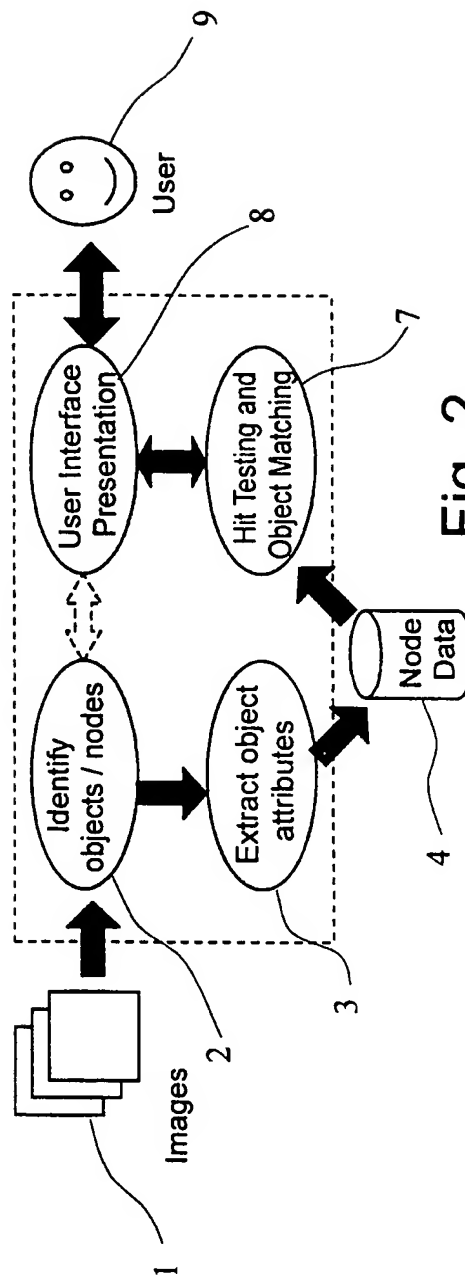 1
Images
Identify
objects / nodes
2
Extract object
attributes
3
User Interface
Presentation
8
Hit Testing and
Object Matching
7
User
9
Node
Data
4
Fig. 2